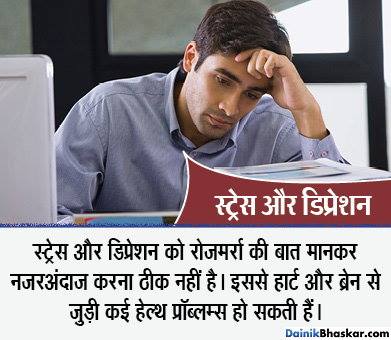 स्ट्रेस और डिप्रेशन
स्ट्रेस और डिप्रेशन को रोजमर्रा की बात मानकर
नजरअंदाज करना ठीक नहीं है। इससे हार्ट और ब्रेन से
जुड़ी कई हेल्थ प्रॉब्लम्स हो सकती हैं।
DainikBhaskar.com